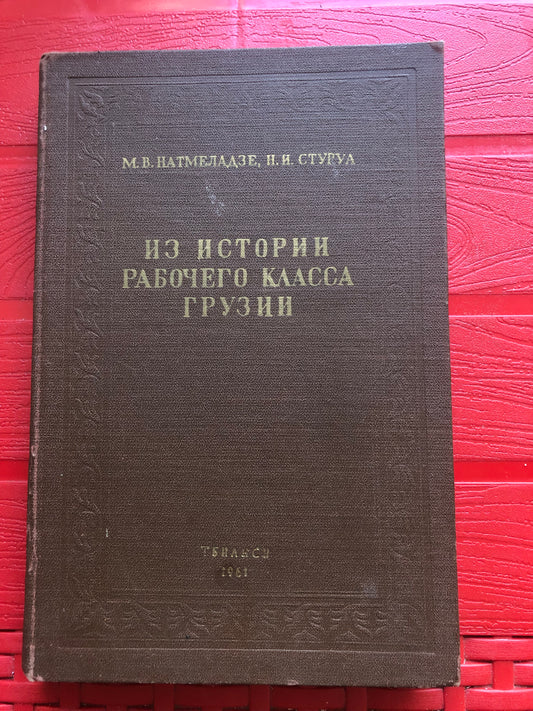 М. В. НАТМЕЛАДЗЕ, Н. И. СТУРУА
ИЗ ИСТОРИИ
РАБОЧЕГО КЛАССА
ГРУЗИИ
ТБИЛИСИ
1961